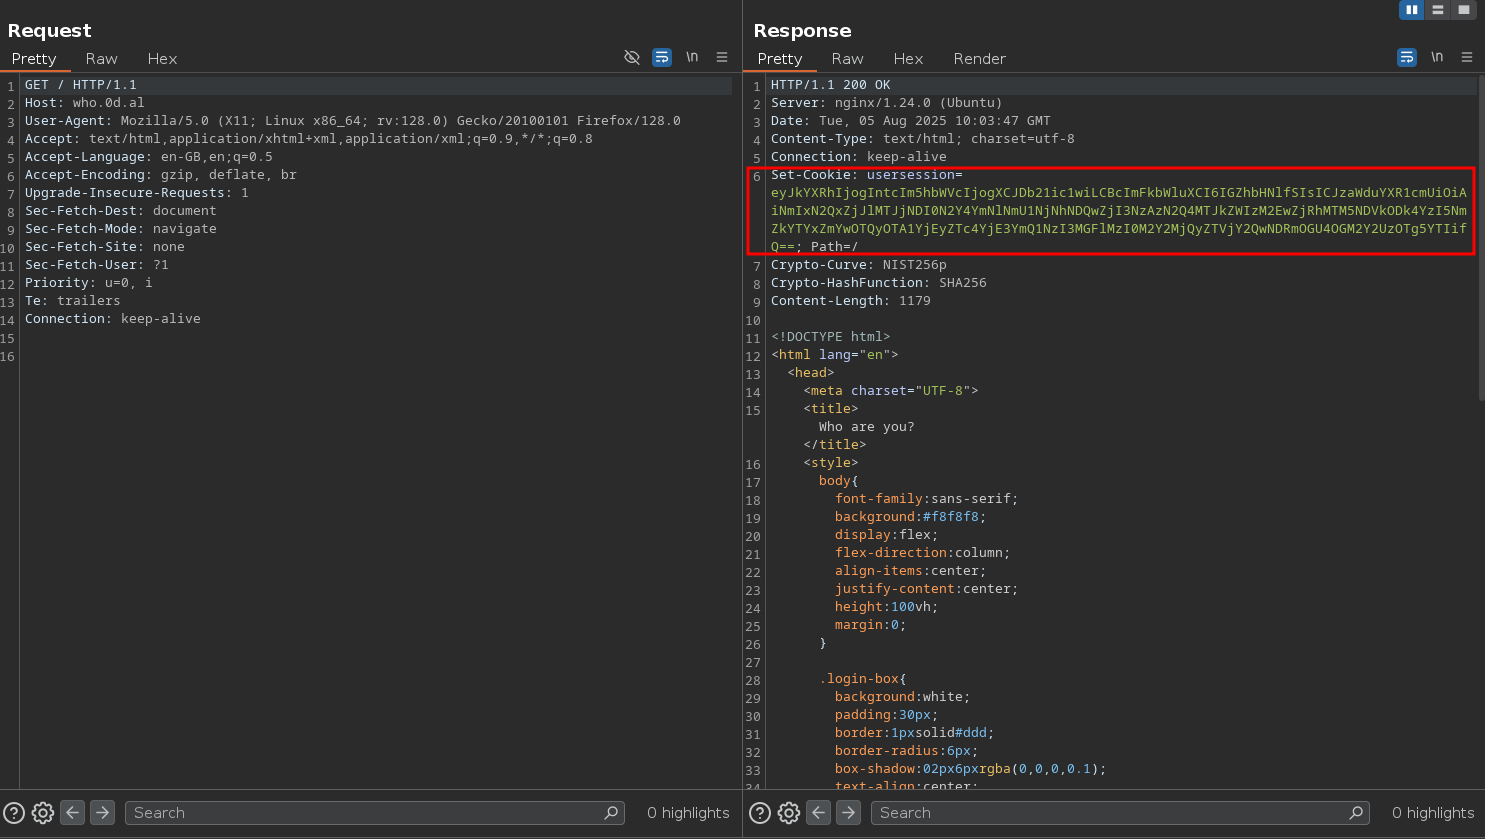 Request
Pretty Raw Hex \n
1 GET / HTTP/1.1
2 Host: who.0d.al
3 User-Agent: Mozilla/5.0 (X11; Linux x86_64; rv:128.0) Gecko/20100101 Firefox/128.0
4 Accept: text/html,application/xhtml+xml,application/xml;q=0.9,*/*;q=0.8
5 Accept-Language: en-GB,en;q=0.5
6 Accept-Encoding: gzip, deflate, br
7 Upgrade-Insecure-Requests: 1
8 Sec-Fetch-Dest: document
9 Sec-Fetch-Mode: navigate
10 Sec-Fetch-Site: none
11 Sec-Fetch-User: ?1
12 Priority: u=0, i
13 Te: trailers
14 Connection: keep-alive
15
16
Search
0 highlights
Response
Pretty Raw Hex Render \n
1 HTTP/1.1 200 OK
2 Server: nginx/1.24.0 (Ubuntu)
3 Date: Tue, 05 Aug 2025 10:03:47 GMT
4 Content-Type: text/html; charset=utf-8
5 Connection: keep-alive
6 Set-Cookie: usersession=
eyJkYXRhIjogIntcIm5hbWVcIjogXCJDb21ic1wiLCBcImFkbWluXCI6IGZhbHNlfSIsICJzaWduYXR1cmUiOiA
iNmIxN2QxZjJlMTJjNDI0N2Y4YmNlNmU1NjNhNDQwZjI3NzAzN2Q4MTJkZWIzM2EwZjRhMTM5NDVkODk4YzI5Nm
ZkYTYxZmYwOTQyOTA1YjEyZTc4YjE3YmQ1NzI3MGFlMzI0M2Y2MjQyZTVjY2QwNDRmOGU4OGM2Y2UzOTg5YTIif
Q==; Path=/
7 Crypto-Curve: NIST256p
8 Crypto-HashFunction: SHA256
9 Content-Length: 1179
10
11 <!DOCTYPE html>
12 <html lang="en">
13 <head>
14 <meta charset="UTF-8">
15 <title>
Who are you?
</title>
16 <style>
17 body{
18 font-family:sans-serif;
19 background:#f8f8f8;
20 display:flex;
21 flex-direction:column;
22 align-items:center;
23 justify-content:center;
24 height:100vh;
25 margin:0;
26 }
27
28 .login-box{
29 background:white;
30 padding:30px;
31 border:1pxsolid#ddd;
32 border-radius:6px;
33 box-shadow:02px6pxrgba(0,0,0,0.1);
34 text-align:center;
Search
0 highlights